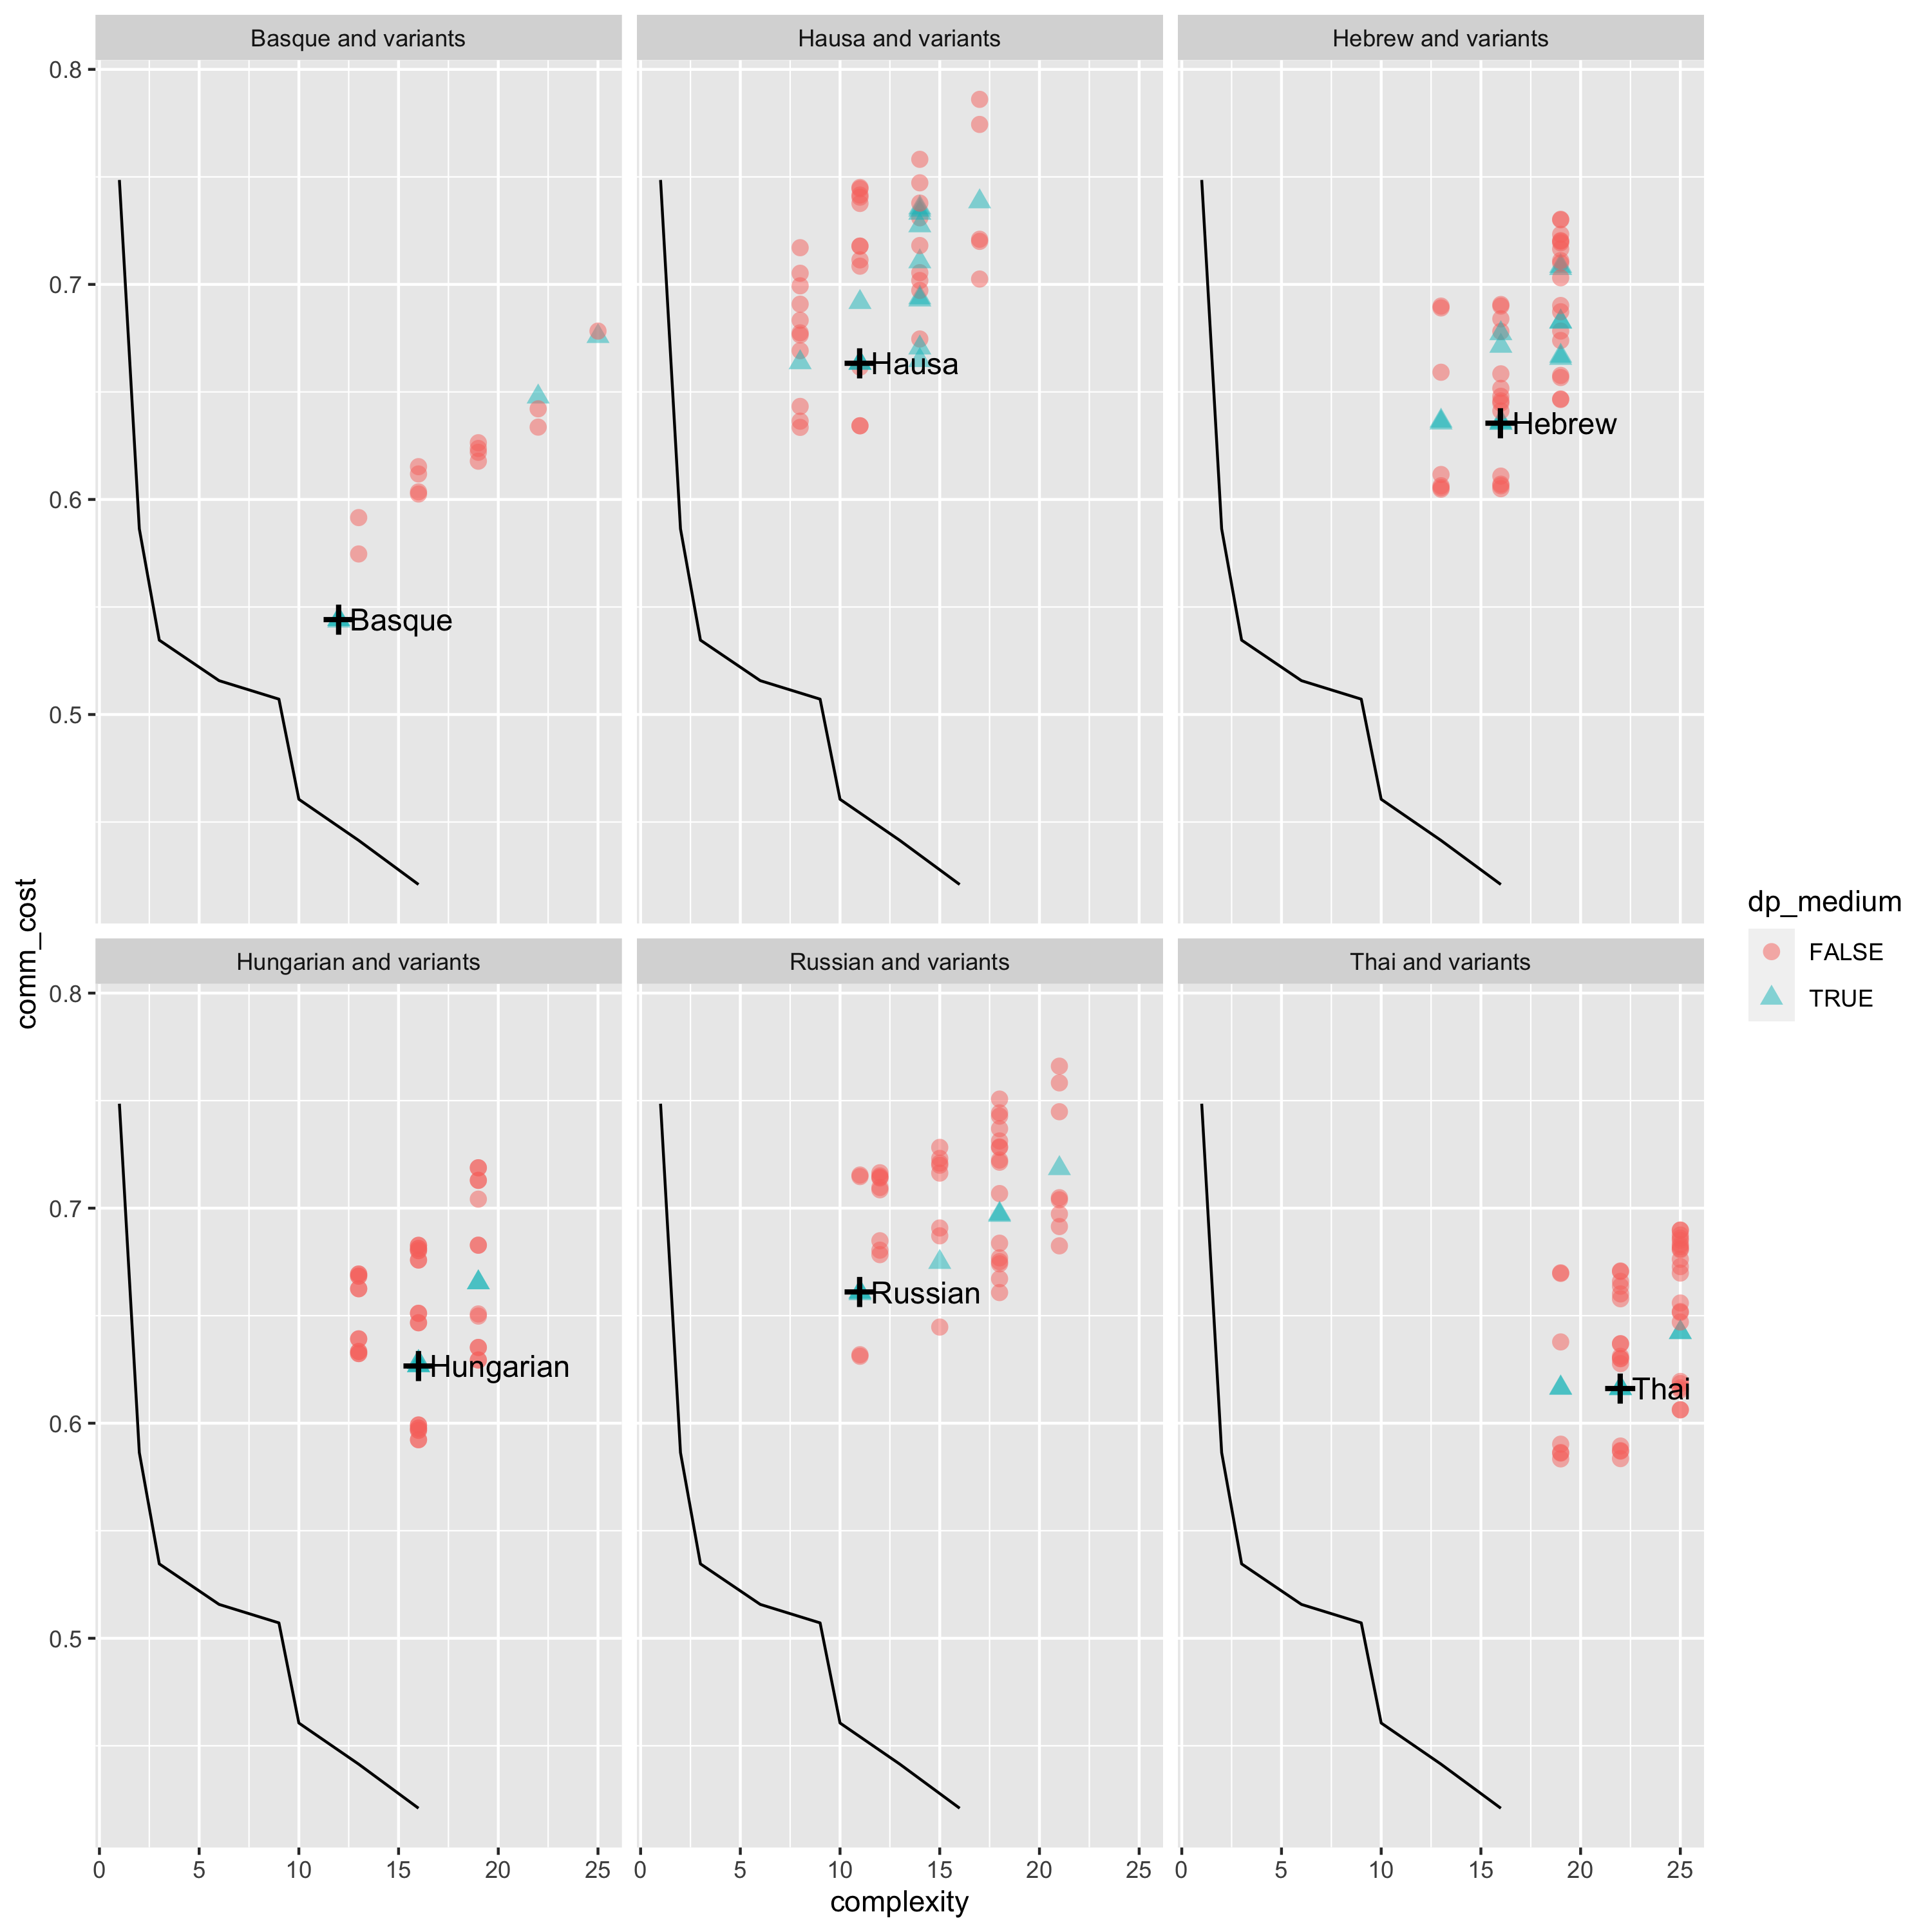 Basque and variants
Hausa and variants
Hebrew and variants
0.8
0.7
0.6
0.5
Basque
Hausa
Hebrew
comm_cost
Hungarian and variants
Russian and variants
Thai and variants
0.8
0.7
0.6
0.5
Hungarian
Russian
Thai
0 5 10 15 20 25
0 5 10 15 20 25
0 5 10 15 20 25
complexity
dp_medium
FALSE
TRUE